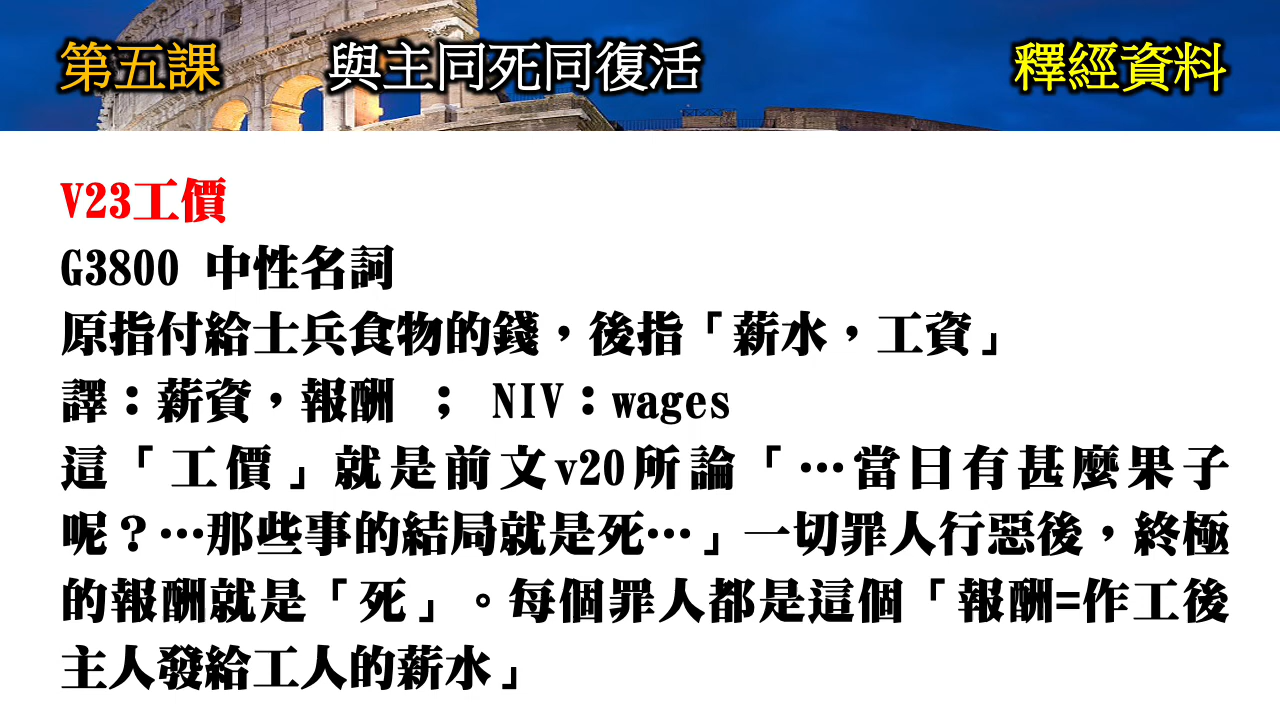 第五課 與主同死同復活 釋經資料
V23工價
G3800 中性名詞
原指付給士兵食物的錢，後指「薪水，工資」
譯：薪資，報酬 ； NIV：wages
這「工價」就是前文v20所論「…當日有甚麼果子
呢？…那些事的結局就是死…」一切罪人行惡後，終極
的報酬就是「死」。每個罪人都是這個「報酬=作工後
主人發給工人的薪水」